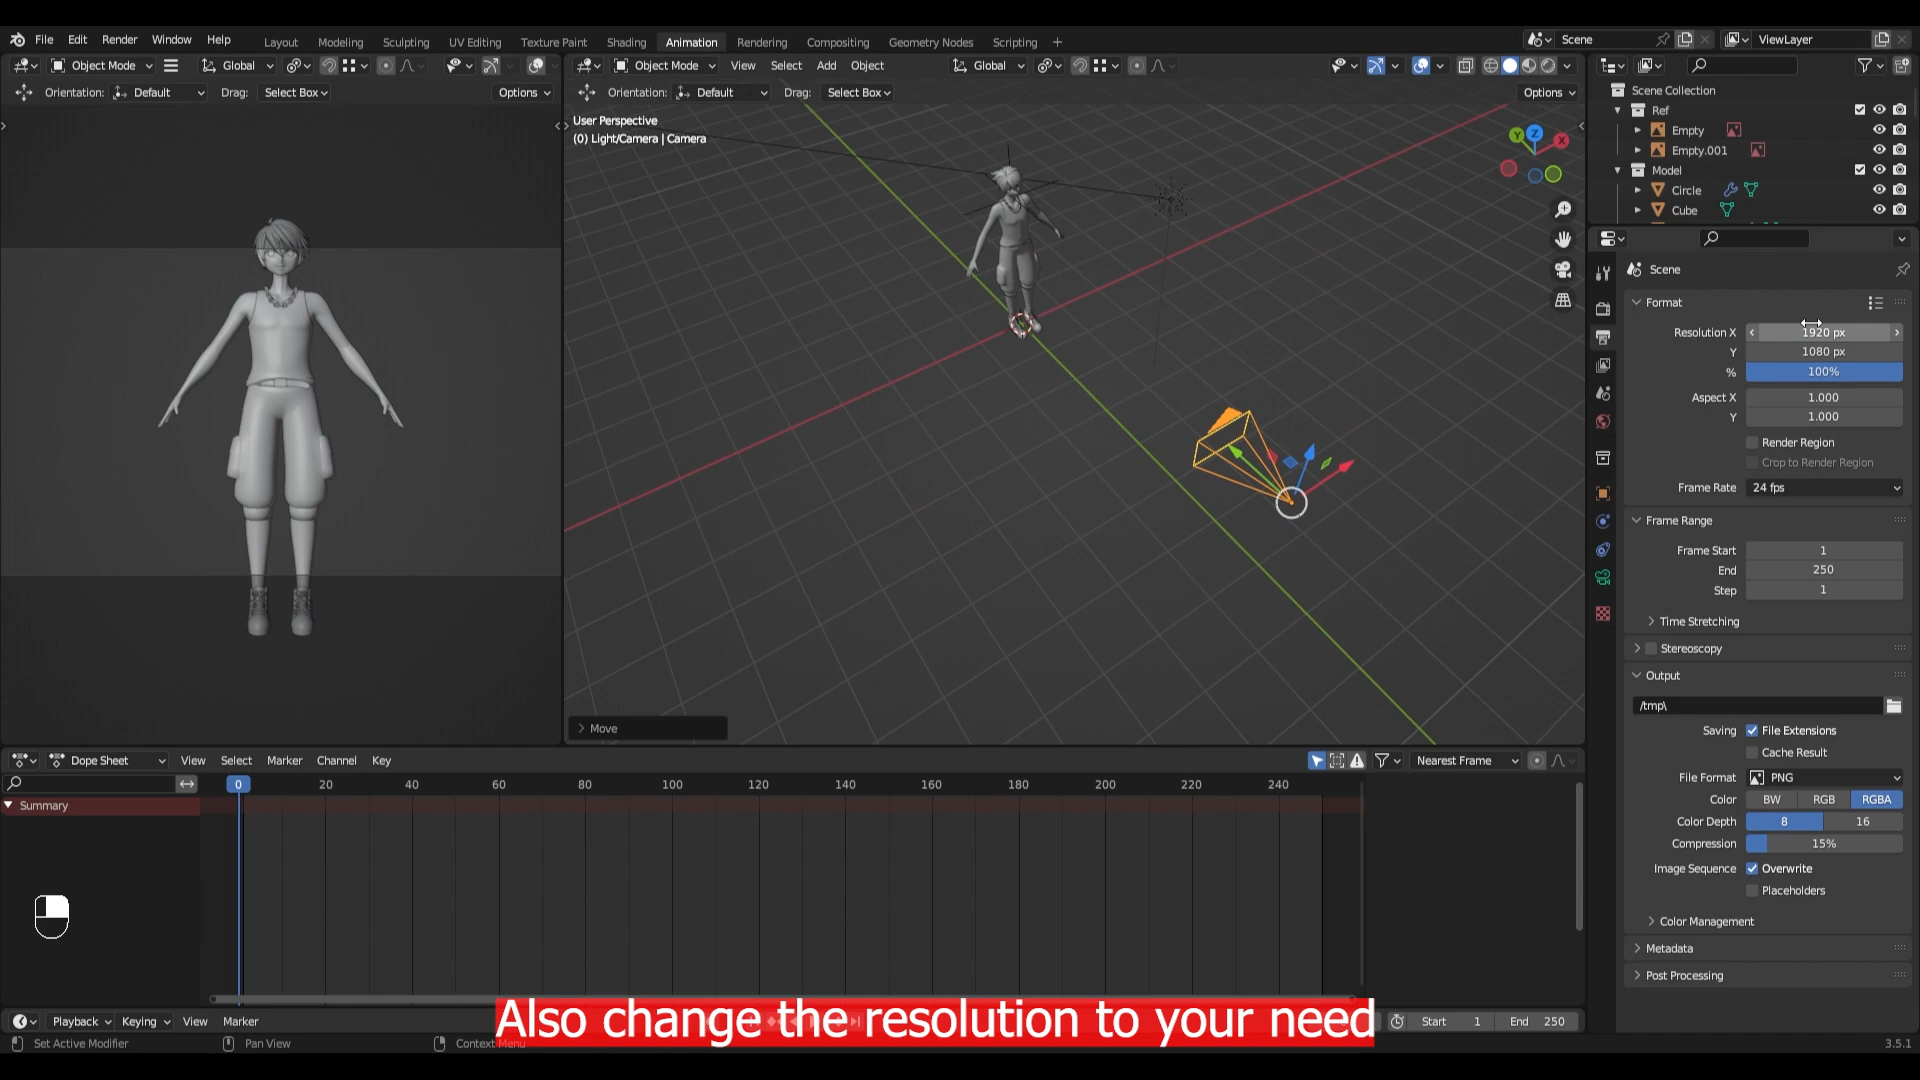 File Edit Render Window Help Layout Modeling Sculpting UV Editing Texture Paint Shading Animation Rendering Compositing Geometry Nodes Scripting + Scene ViewLayer
Object Mode Global Object Mode View Select Add Object Global
Orientation: Default Drag: Select Box Options Orientation: Default Drag: Select Box Options
User Perspective
(0) Light/Camera | Camera
Y Z X
Move
Scene Collection
Ref
Empty
Empty.001
Model
Circle
Cube
Scene
Format
Resolution X 1920 px
Y 1080 px
% 100%
Aspect X 1.000
Y 1.000
Render Region
Crop to Render Region
Frame Rate 24 fps
Frame Range
Frame Start 1
End 250
Step 1
Time Stretching
Stereoscopy
Output
/tmp\
Saving File Extensions
Cache Result
File Format PNG
Color BW RGB RGBA
Color Depth 8 16
Compression 15%
Image Sequence Overwrite
Placeholders
Color Management
Metadata
Post Processing
Dope Sheet View Select Marker Channel Key Nearest Frame
0 20 40 60 80 100 120 140 160 180 200 220 240
Summary
Playback Keying View Marker Start 1 End 250
Also change the resolution to your need
Set Active Modifier Pan View Context Menu 3.5.1